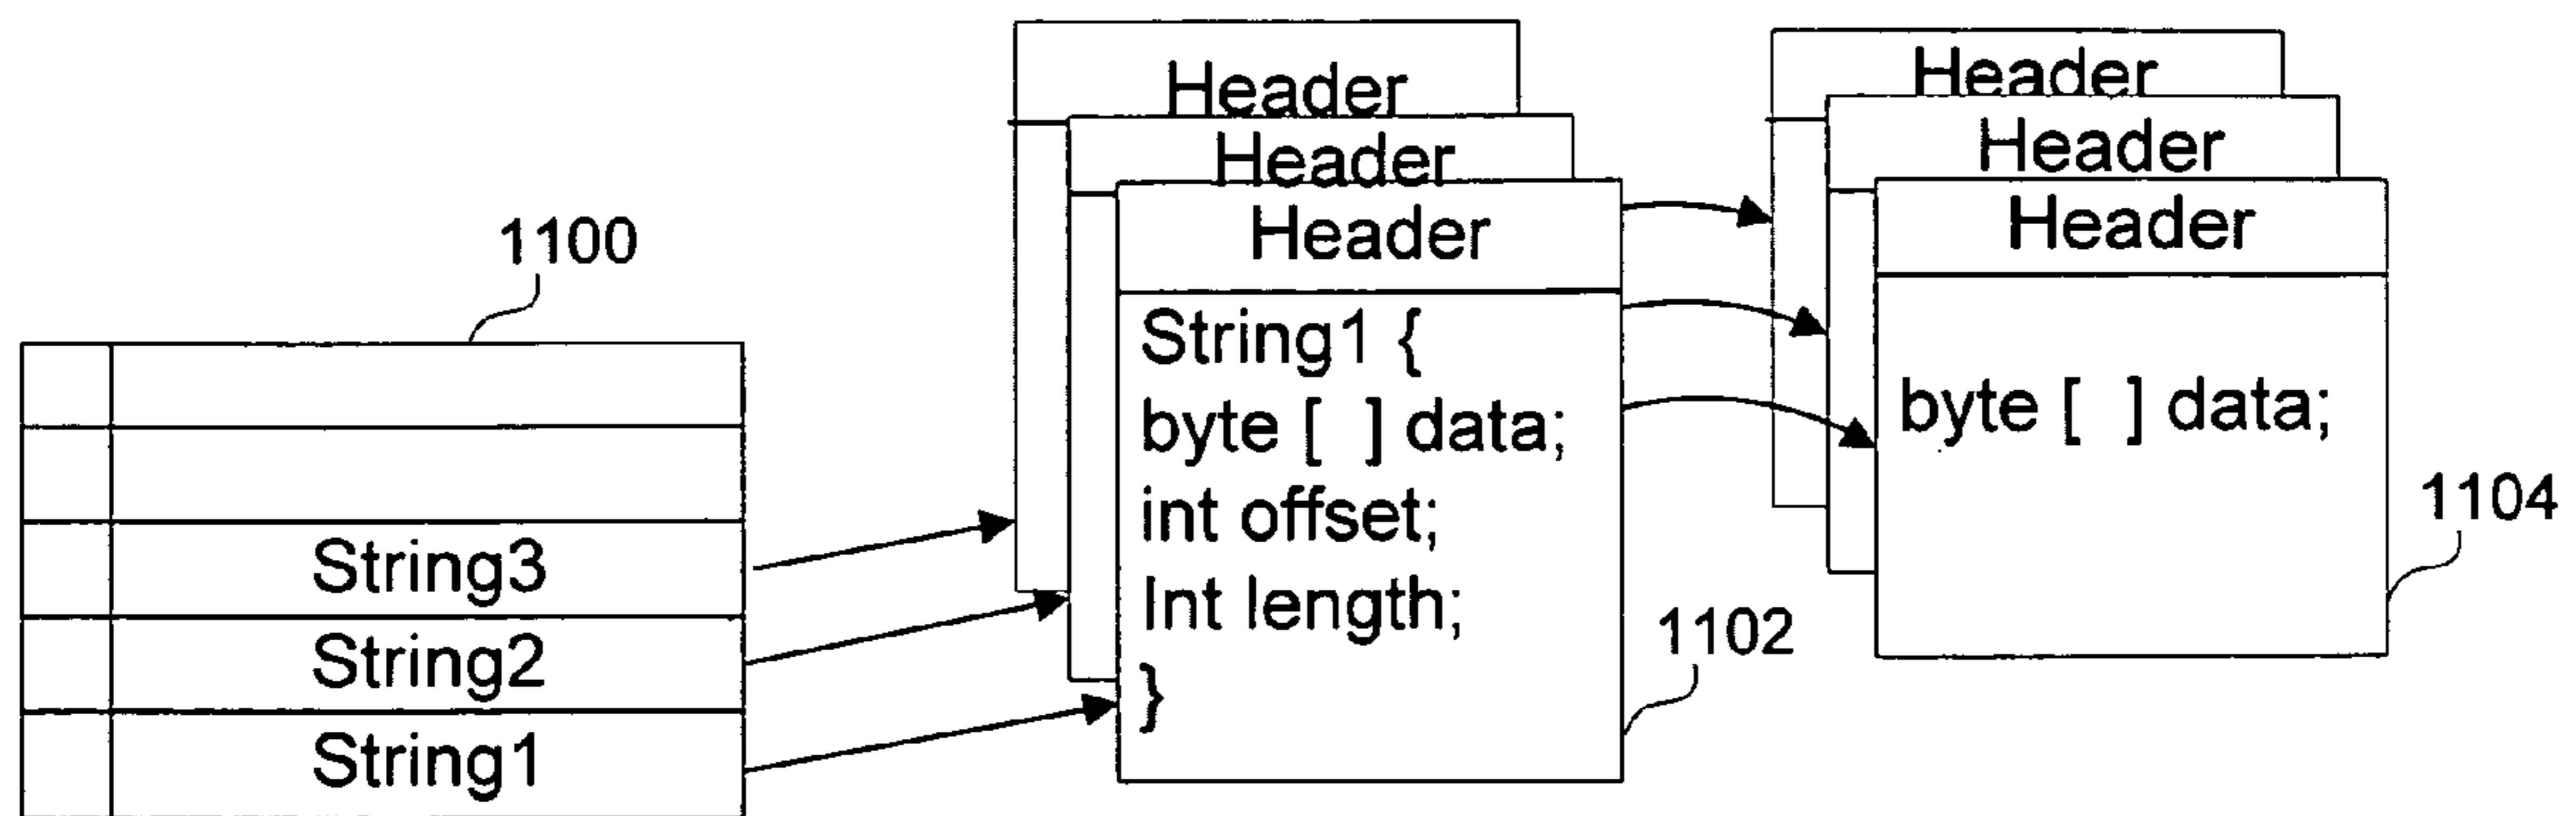 1100
String3
String2
String1
Header
Header
Header
String1 {
byte [ ] data;
int offset;
Int length;
}
1102
Header
Header
Header
byte [ ] data;
1104